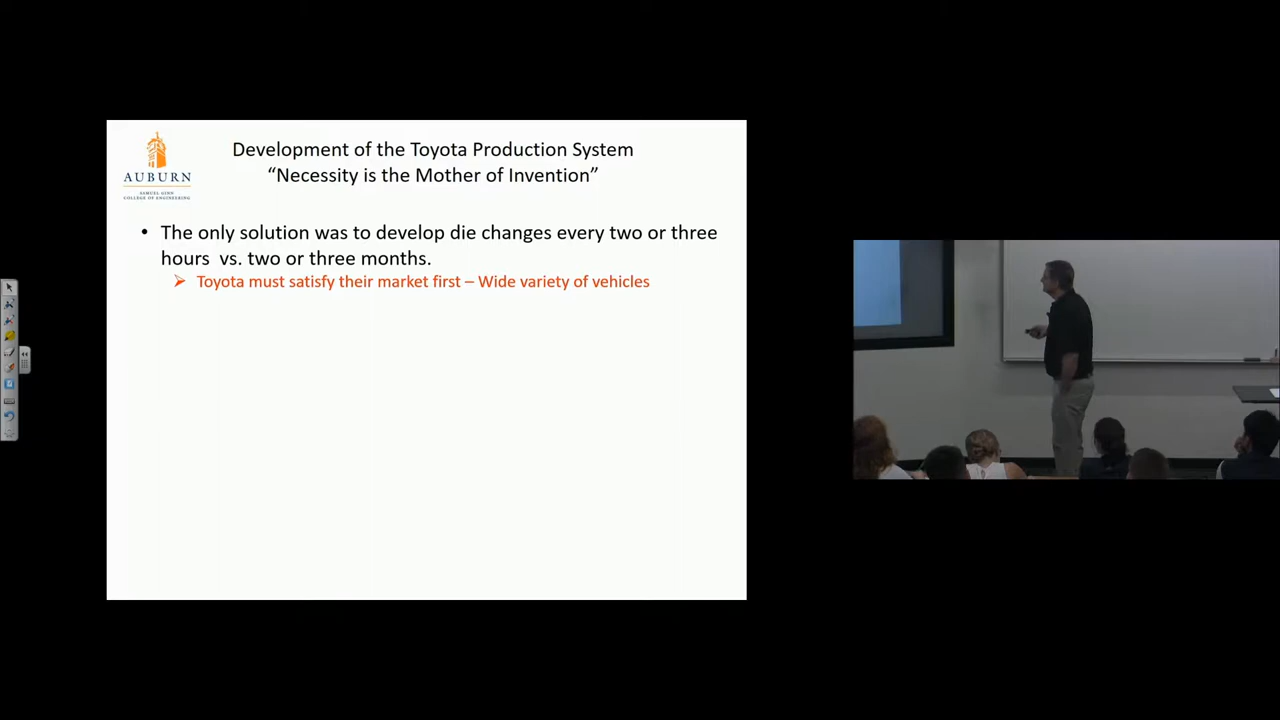 Development of the Toyota Production System
“Necessity is the Mother of Invention”
AUBURN
SAMUEL GINN
COLLEGE OF ENGINEERING
• The only solution was to develop die changes every two or three
hours vs. two or three months.
➢ Toyota must satisfy their market first – Wide variety of vehicles